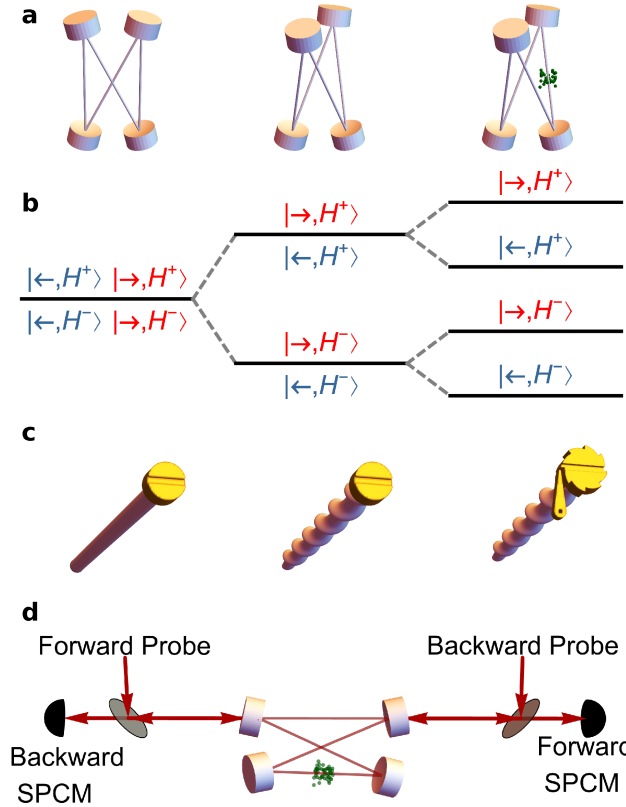 a
b
|→,H⁺⟩
|→,H⁺⟩
|←,H⁺⟩ |→,H⁺⟩
|←,H⁺⟩
|←,H⁺⟩
|←,H⁻⟩ |→,H⁻⟩
|→,H⁻⟩
|→,H⁻⟩
|←,H⁻⟩
|←,H⁻⟩
c
d
Forward Probe
Backward Probe
Backward
SPCM
Forward
SPCM